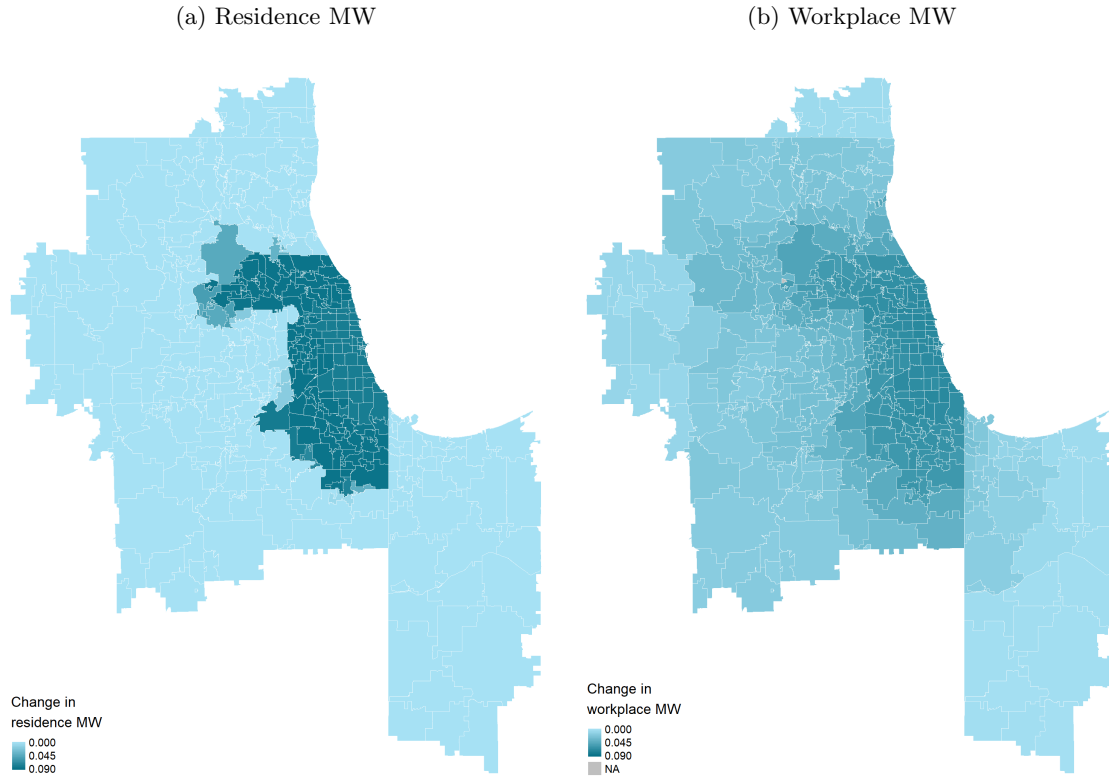 (a) Residence MW
(b) Workplace MW
Change in
residence MW
0.000
0.045
0.090
Change in
workplace MW
0.000
0.045
0.090
NA